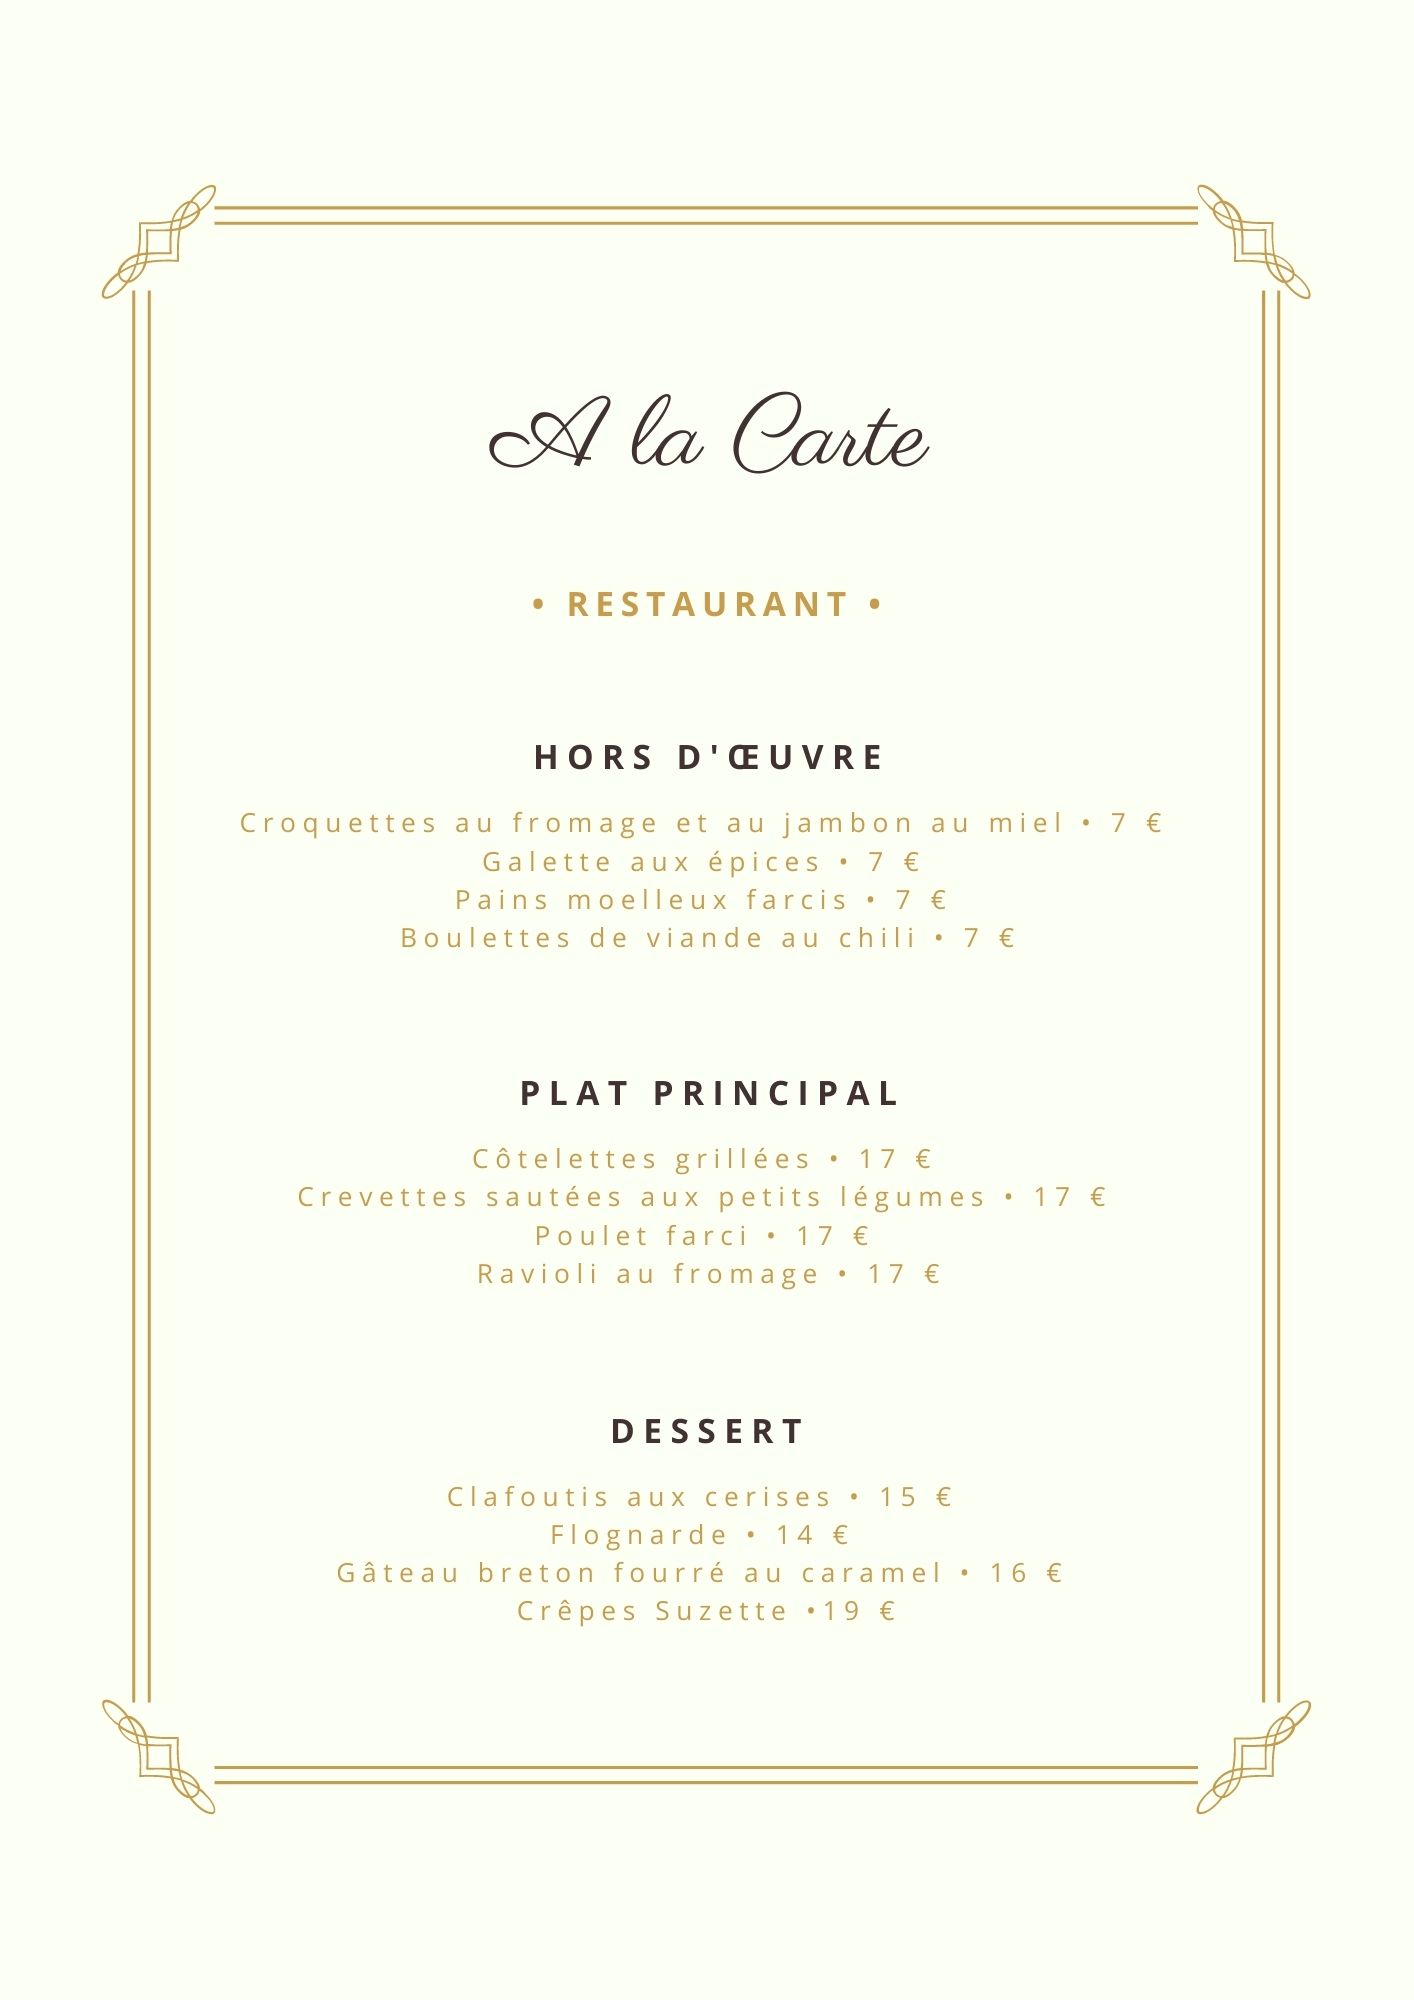 A la Carte
• RESTAURANT •
HORS D'ŒUVRE
Croquettes au fromage et au jambon au miel • 7 €
Galette aux épices • 7 €
Pains moelleux farcis • 7 €
Boulettes de viande au chili • 7 €
PLAT PRINCIPAL
Côtelettes grillées • 17 €
Crevettes sautées aux petits légumes • 17 €
Poulet farci • 17 €
Ravioli au fromage • 17 €
DESSERT
Clafoutis aux cerises • 15 €
Flognarde • 14 €
Gâteau breton fourré au caramel • 16 €
Crêpes Suzette •19 €